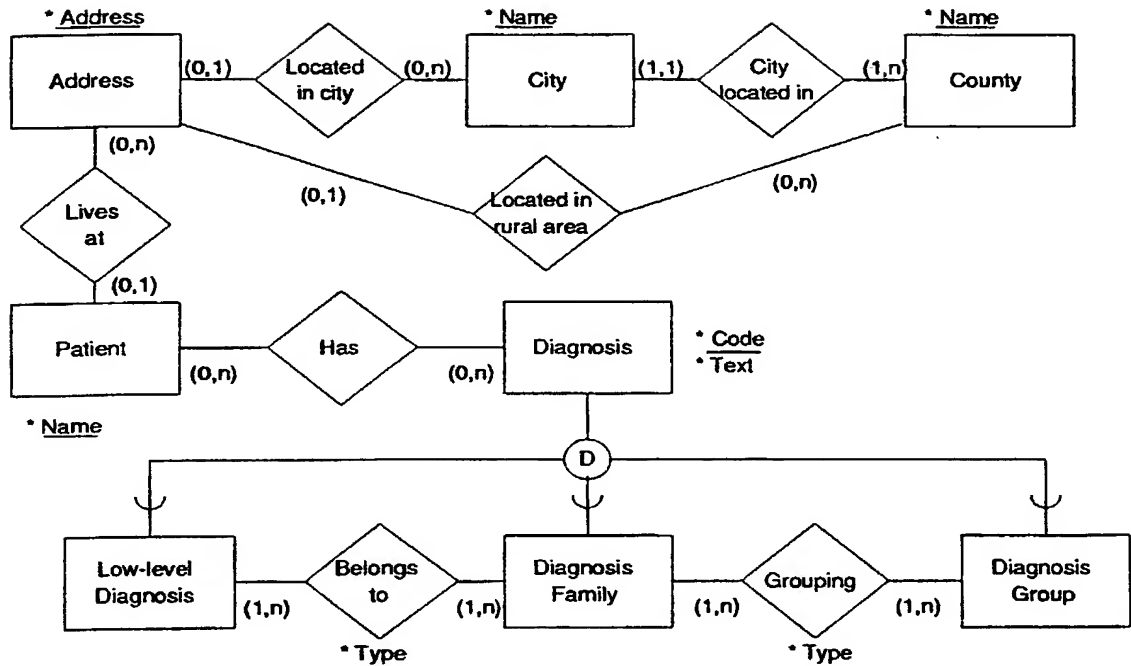 * Address
* Name
* Name
Address
(0,1)
Located
in city
(0,n)
City
(1,1)
City
located in
(1,n)
County
(0,n)
(0,1)
Located in
rural area
(0,n)
Lives
at
(0,1)
Patient
(0,n)
Has
(0,n)
Diagnosis
* Code
* Text
* Name
D
Low-level
Diagnosis
(1,n)
Belongs
to
(1,n)
Diagnosis
Family
(1,n)
Grouping
(1,n)
Diagnosis
Group
* Type
* Type